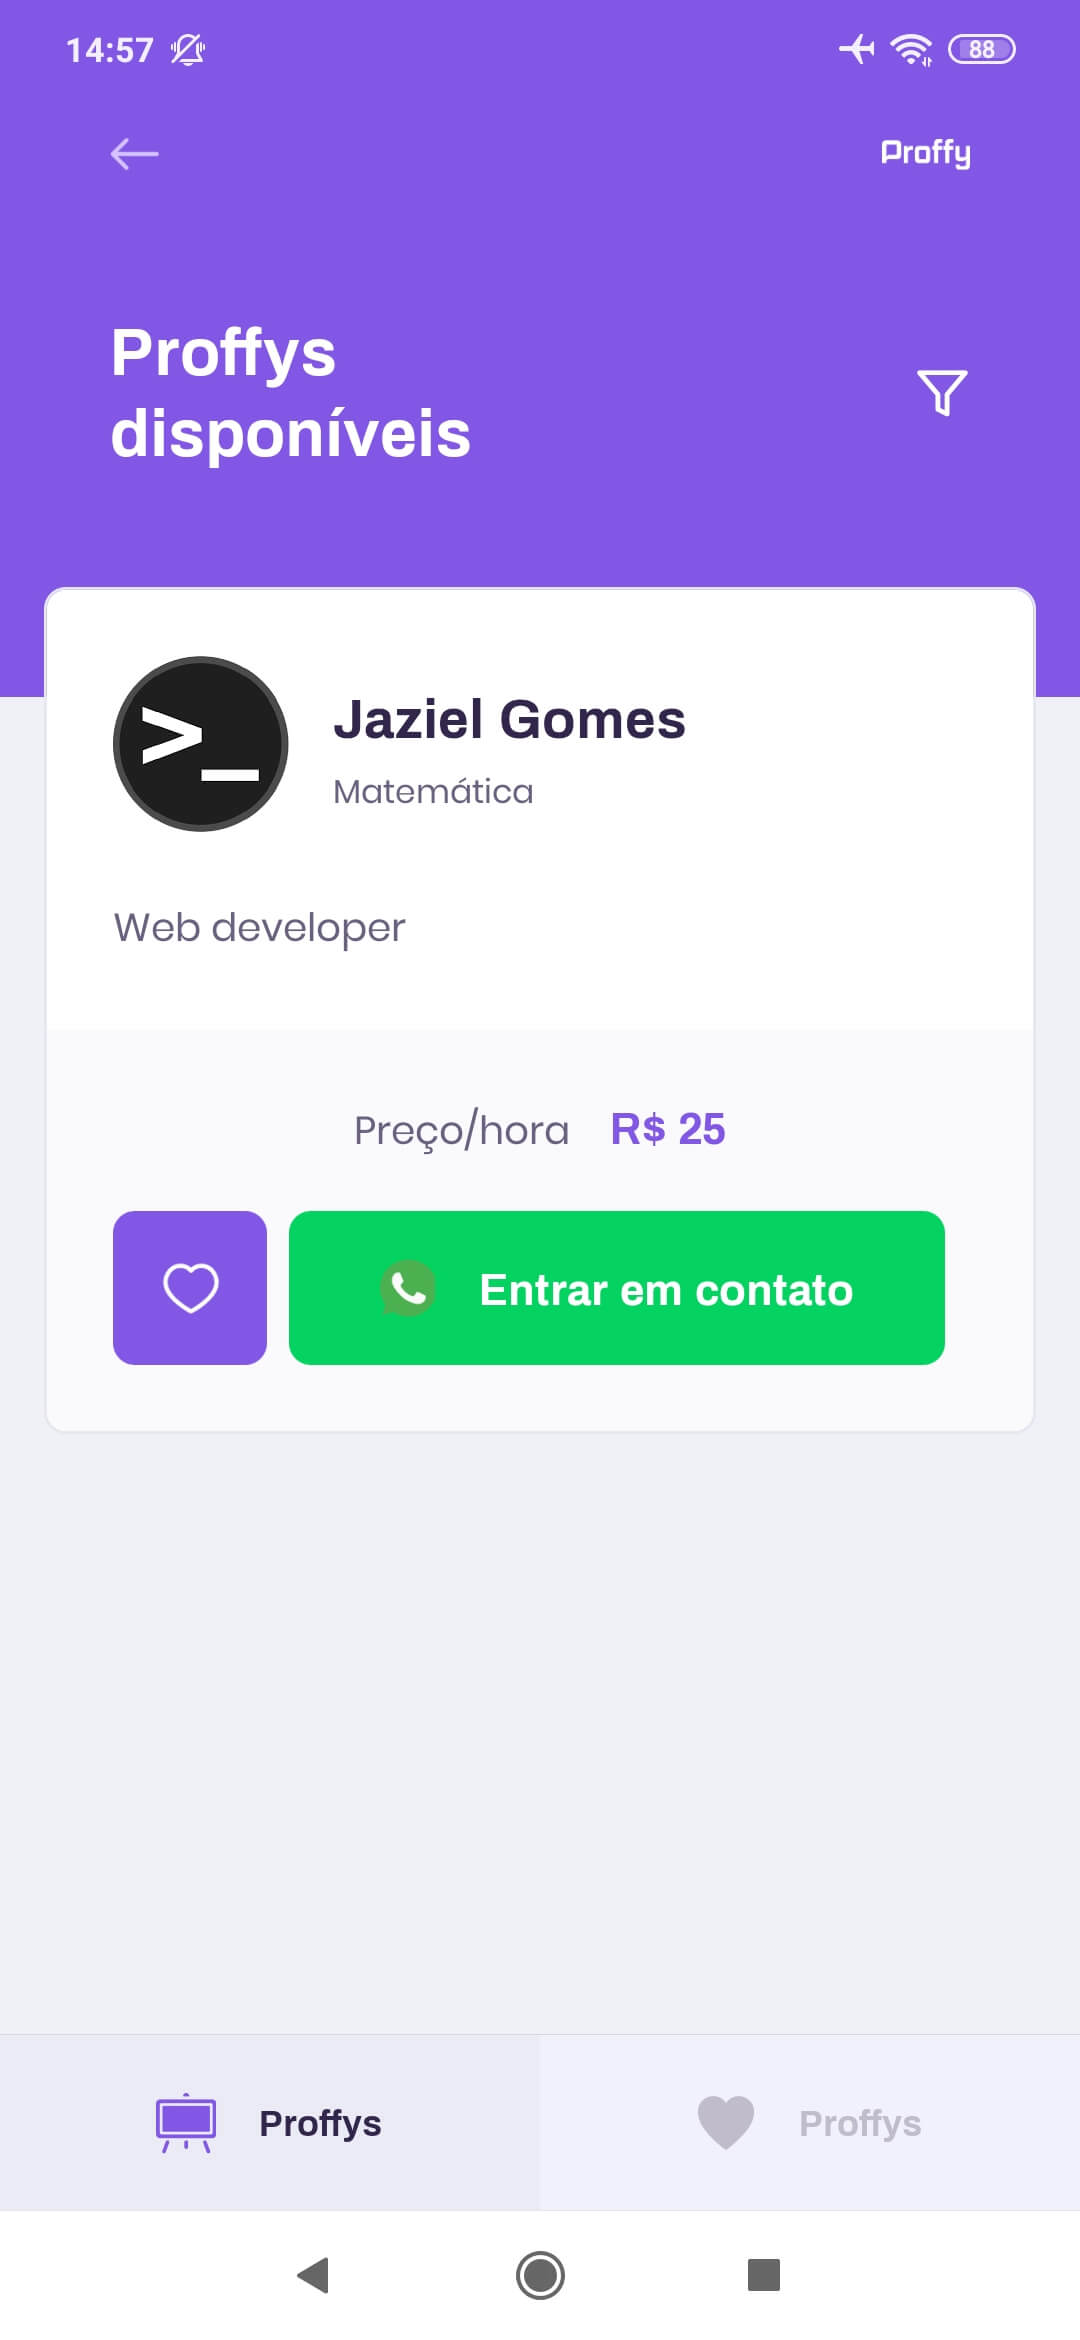 14:57
88
Proffy
Proffys
disponíveis
>_
Jaziel Gomes
Matemática
Web developer
Preço/hora R$ 25
Entrar em contato
Proffys
Proffys